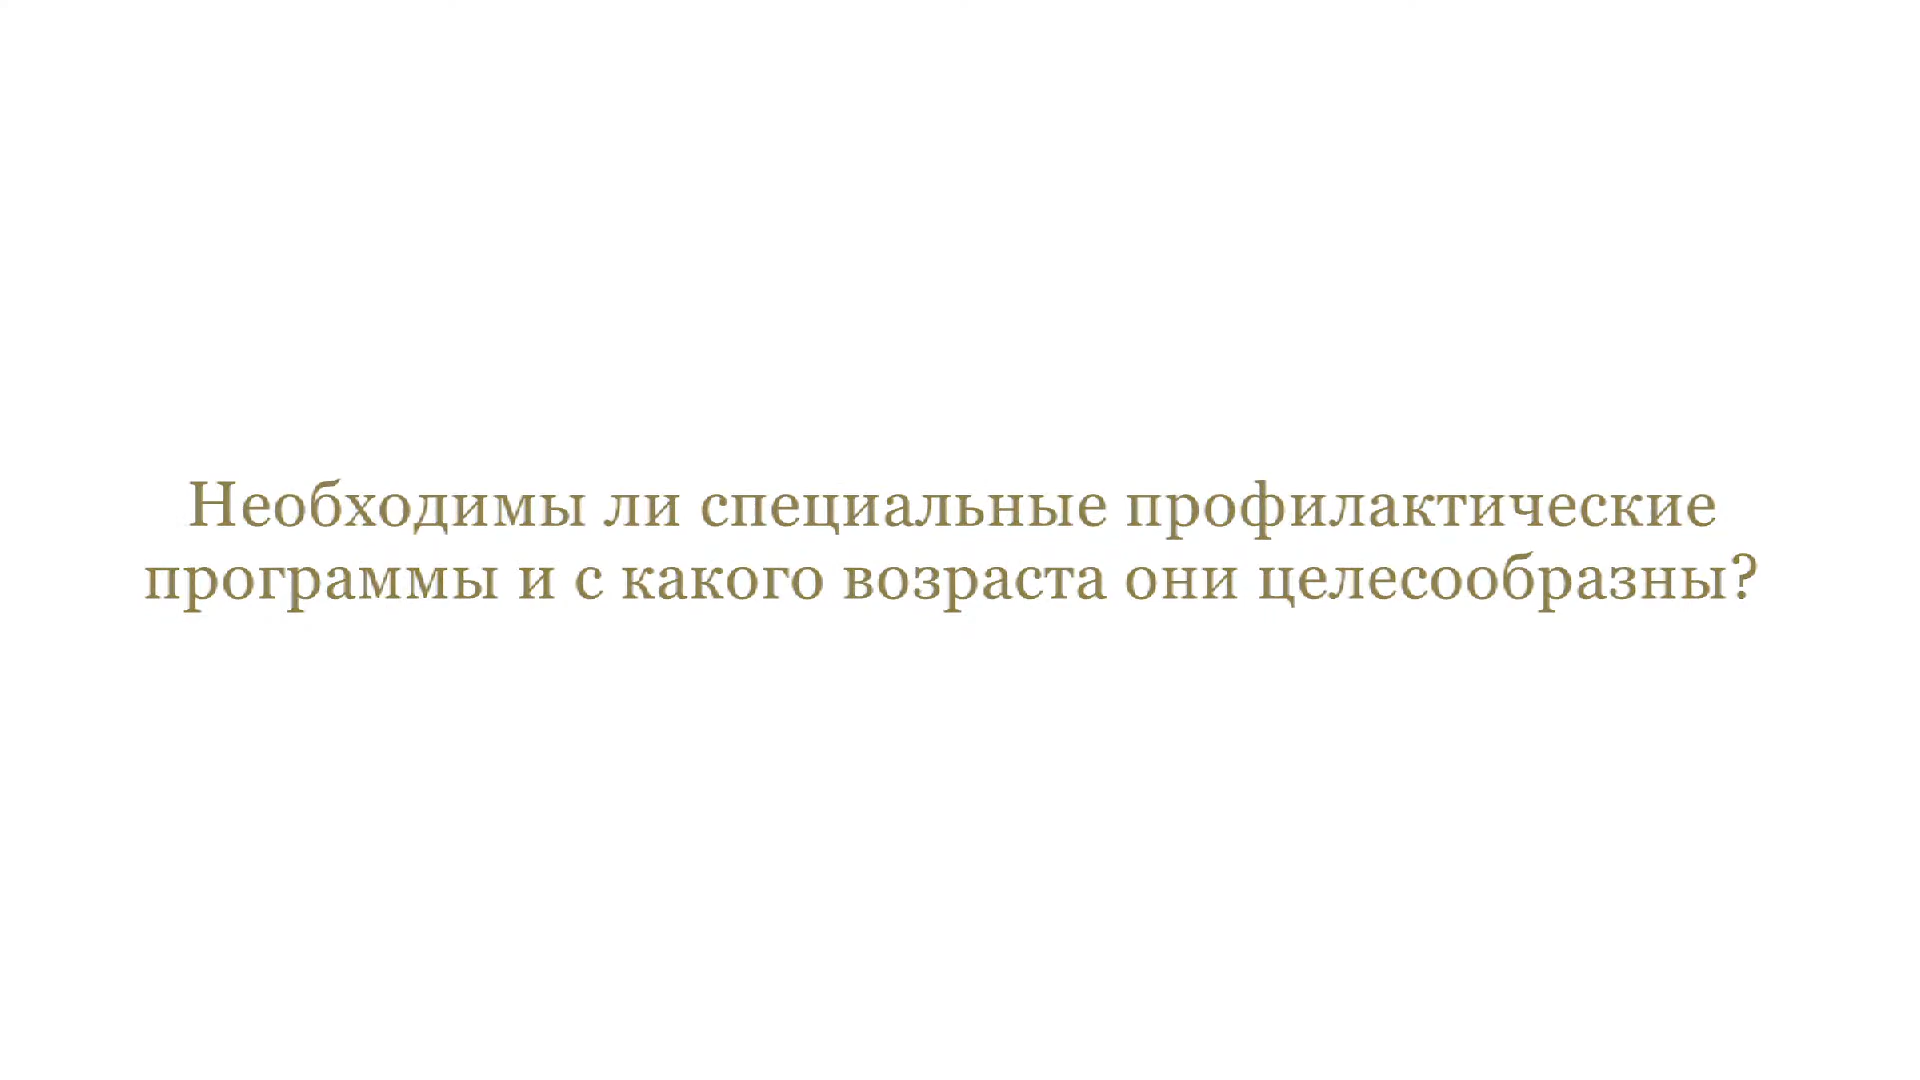 Необходимы ли специальные профилактические
программы и с какого возраста они целесообразны?